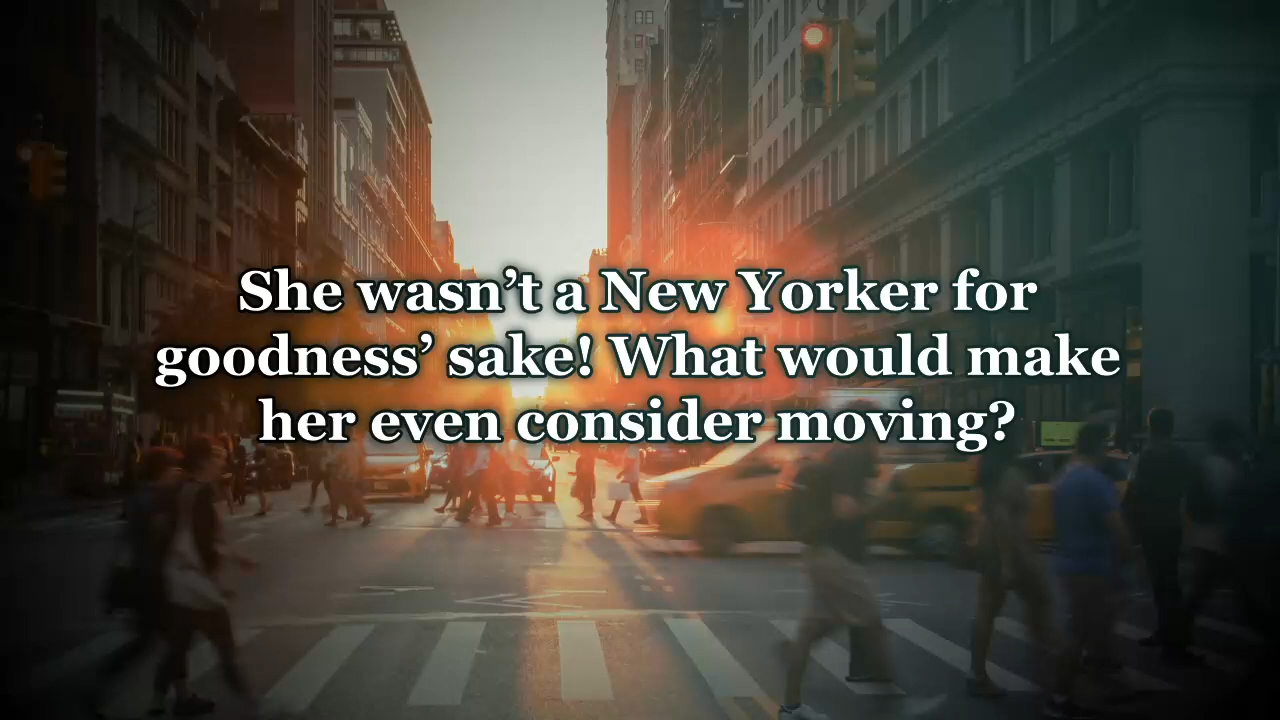 She wasn’t a New Yorker for
goodness’ sake! What would make
her even consider moving?